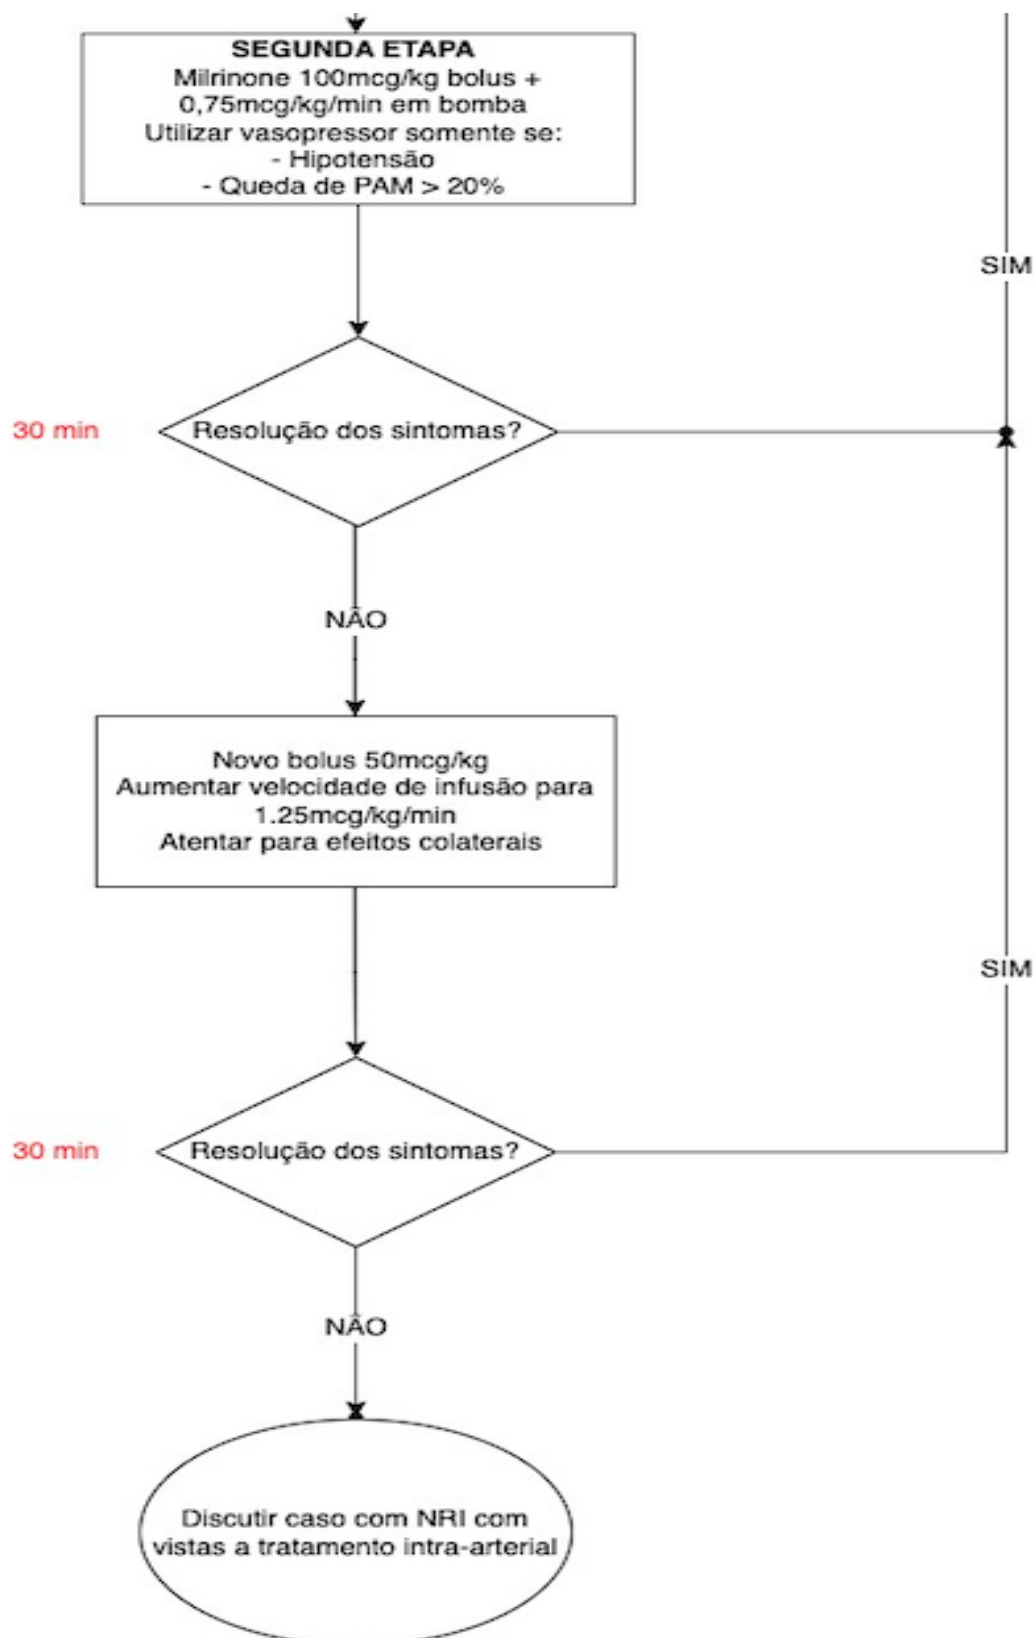 SEGUNDA ETAPA
Milrinone 100mcg/kg bolus +
0,75mcg/kg/min em bomba
Utilizar vasopressor somente se:
- Hipotensão
- Queda de PAM > 20%
SIM
30 min
Resolução dos sintomas?
NÃO
Novo bolus 50mcg/kg
Aumentar velocidade de infusão para
1.25mcg/kg/min
Atentar para efeitos colaterais
SIM
30 min
Resolução dos sintomas?
NÃO
Discutir caso com NRI com
vistas a tratamento intra-arterial